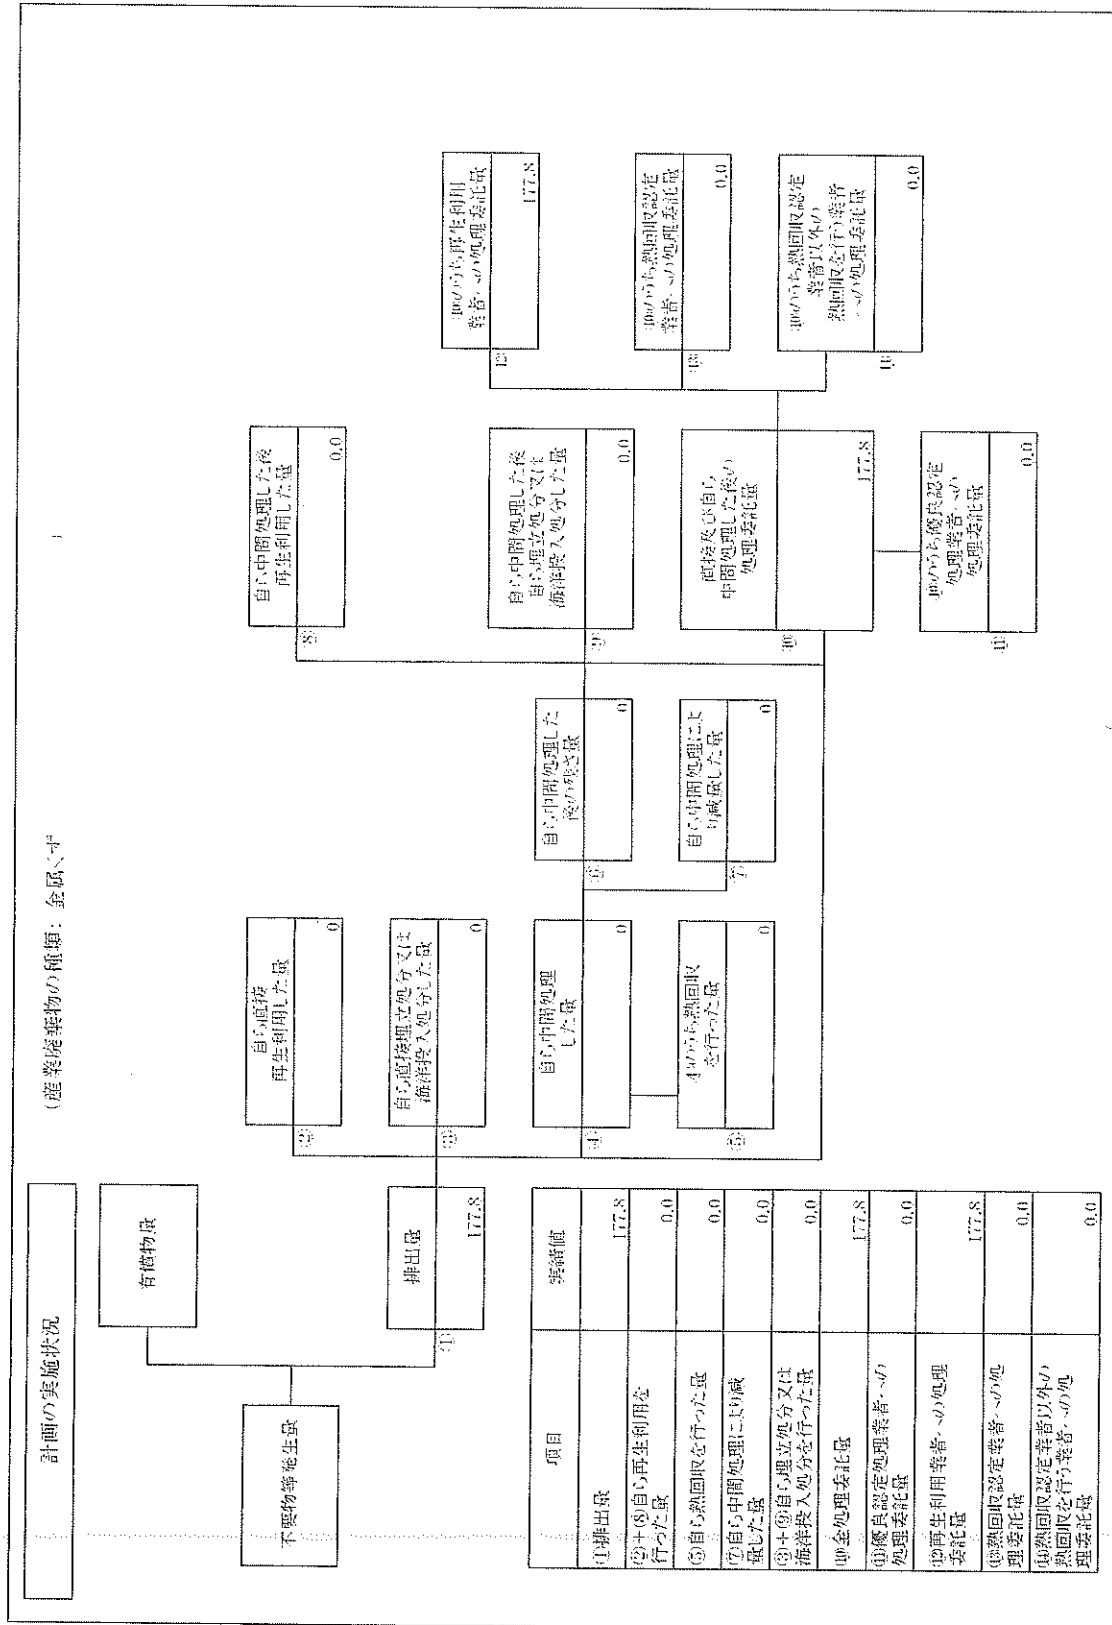 計画の実施状況
(産業廃棄物の種類: 金属くず
不要物等発生量
有償物量
排出量
①
177.8
自ら直接
再生利用した量
②
0
自ら直接埋立処分又は
海洋投入処分した量
③
0
自ら中間処理
した量
④
0
④のうち熱回収
を行った量
⑤
0
自ら中間処理した
後の残さ量
⑥
0
自ら中間処理によ
り減量した量
⑦
0
自ら中間処理した後
再生利用した量
⑧
0.0
自ら中間処理した後
自ら埋立処分又は
海洋投入処分した量
⑨
0.0
直接及び自ら
中間処理した後の
処理委託量
⑩
177.8
⑩のうち優良認定
処理業者への
処理委託量
⑪
0.0
⑩のうち再生利用
業者への処理委託量
⑫
177.8
⑩のうち熱回収認定
業者への処理委託量
⑬
0.0
⑩のうち熱回収認定
業者以外の
熱回収を行う業者
への処理委託量
⑭
0.0
項目
実績値
①排出量
177.8
②+⑧自ら再生利用を
行った量
0.0
⑤自ら熱回収を行った量
0.0
⑦自ら中間処理により減
量した量
0.0
③+⑨自ら埋立処分又は
海洋投入処分を行った量
0.0
⑩全処理委託量
177.8
⑪優良認定処理業者への
処理委託量
0.0
⑫再生利用業者への処理
委託量
177.8
⑬熱回収認定業者への処
理委託量
0.0
⑭熱回収認定業者以外の
熱回収を行う業者への処
理委託量
0.0